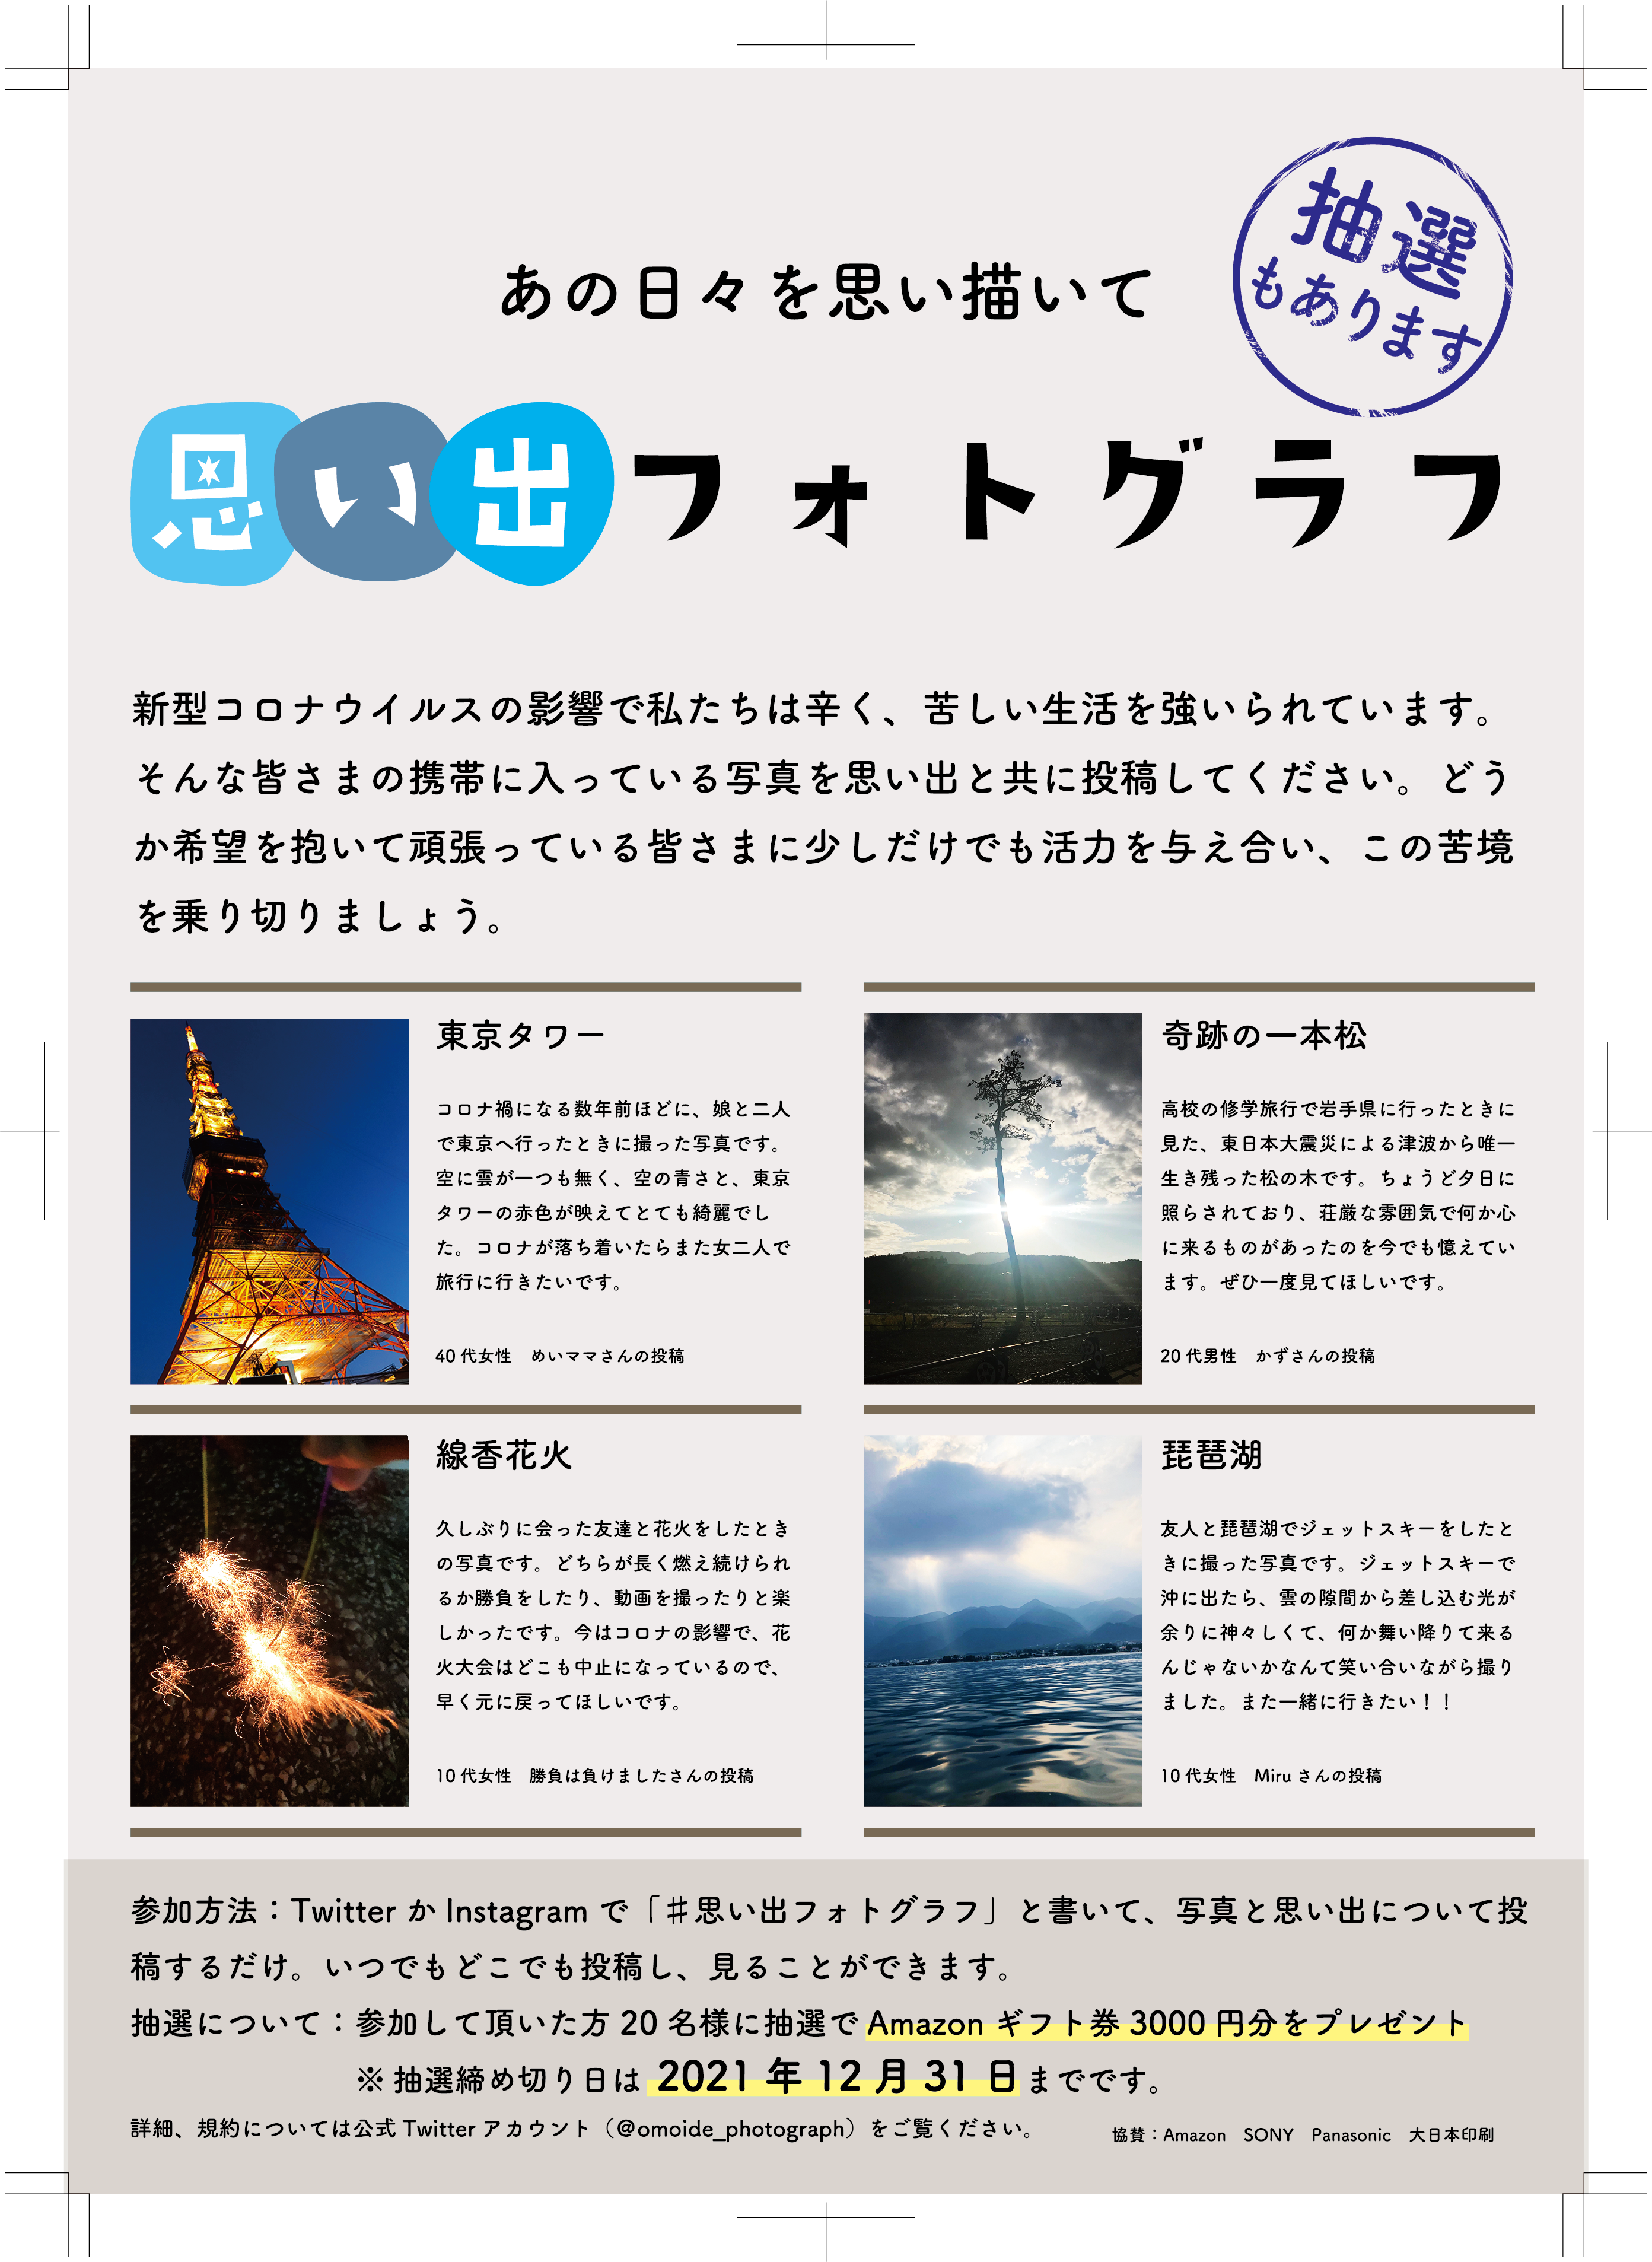 抽選
もあります
あの日々を思い描いて
思い出フォトグラフ
新型コロナウイルスの影響で私たちは辛く、苦しい生活を強いられています。
そんな皆さまの携帯に入っている写真を思い出と共に投稿してください。どう
か希望を抱いて頑張っている皆さまに少しだけでも活力を与え合い、この苦境
を乗り切りましょう。
東京タワー
コロナ禍になる数年前ほどに、娘と二人
で東京へ行ったときに撮った写真です。
空に雲が一つも無く、空の青さと、東京
タワーの赤色が映えてとても綺麗でし
た。コロナが落ち着いたらまた女二人で
旅行に行きたいです。
40代女性　めいママさんの投稿
奇跡の一本松
高校の修学旅行で岩手県に行ったときに
見た、東日本大震災による津波から唯一
生き残った松の木です。ちょうど夕日に
照らされており、荘厳な雰囲気で何か心
に来るものがあったのを今でも憶えてい
ます。ぜひ一度見てほしいです。
20代男性　かずさんの投稿
線香花火
久しぶりに会った友達と花火をしたとき
の写真です。どちらが長く燃え続けられ
るか勝負をしたり、動画を撮ったりと楽
しかったです。今はコロナの影響で、花
火大会はどこも中止になっているので、
早く元に戻ってほしいです。
10代女性　勝負は負けましたさんの投稿
琵琶湖
友人と琵琶湖でジェットスキーをしたと
きに撮った写真です。ジェットスキーで
沖に出たら、雲の隙間から差し込む光が
余りに神々しくて、何か舞い降りて来る
んじゃないかなんて笑い合いながら撮り
ました。また一緒に行きたい！！
10代女性　Miruさんの投稿
参加方法：TwitterかInstagramで「♯思い出フォトグラフ」と書いて、写真と思い出について投
稿するだけ。いつでもどこでも投稿し、見ることができます。
抽選について：参加して頂いた方20名様に抽選でAmazonギフト券3000円分をプレゼント
※抽選締め切り日は 2021年12月31日までです。
詳細、規約については公式Twitterアカウント（@omoide_photograph）をご覧ください。
協賛：Amazon　SONY　Panasonic　大日本印刷